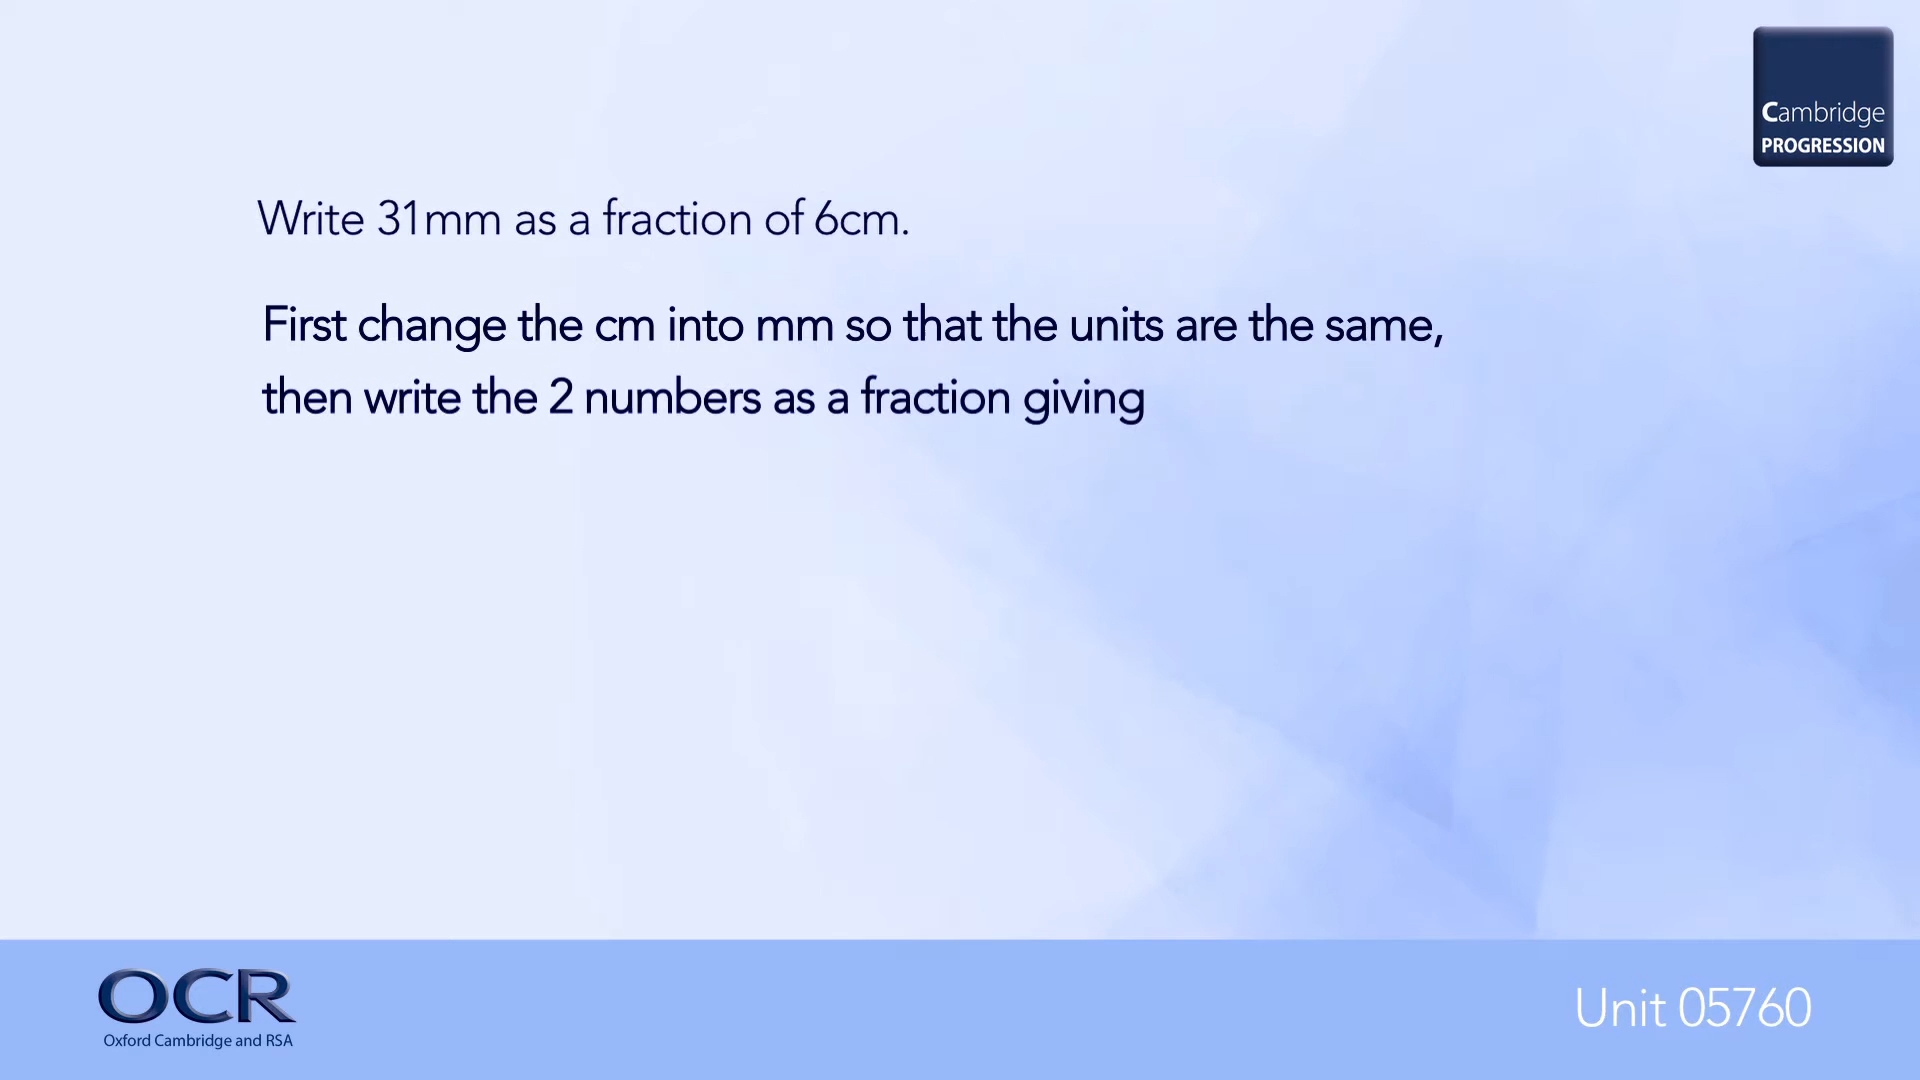 Cambridge
PROGRESSION
Write 31mm as a fraction of 6cm.
First change the cm into mm so that the units are the same,
then write the 2 numbers as a fraction giving
OCR
Oxford Cambridge and RSA
Unit 05760